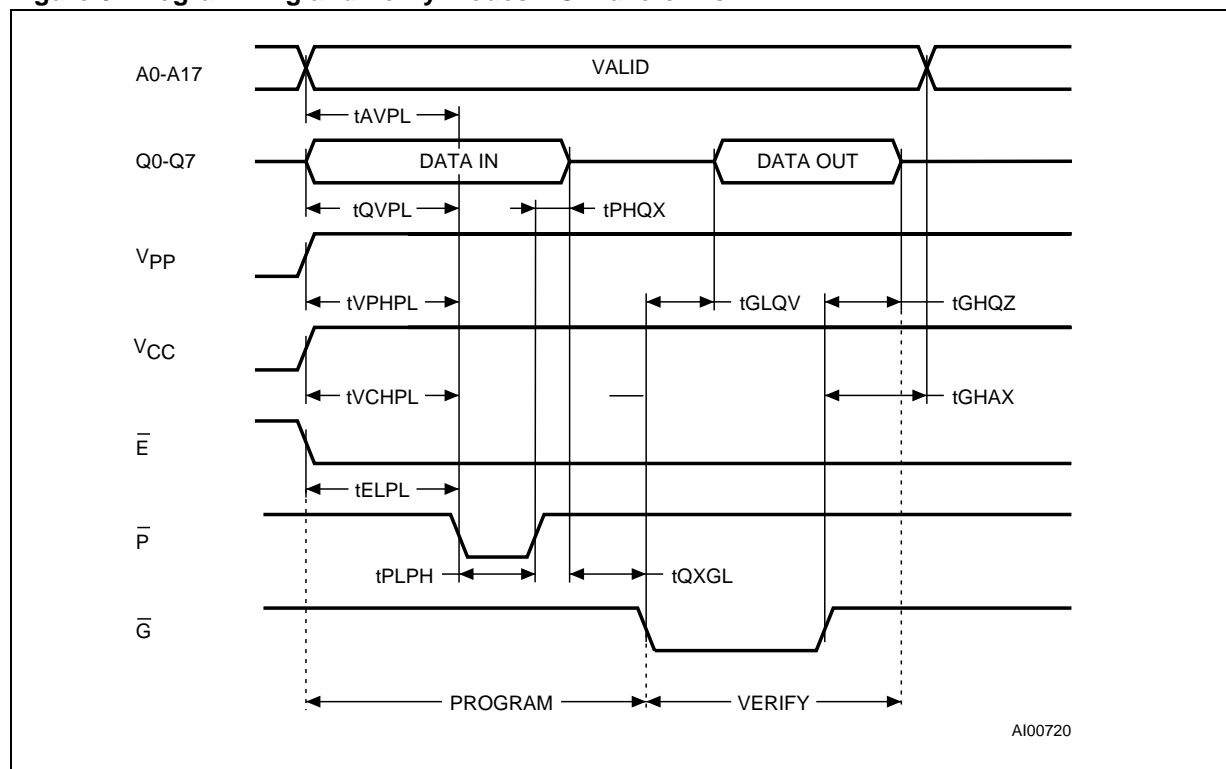 A0-A17
VALID
tAVPL
Q0-Q7
DATA IN
DATA OUT
tQVPL
tPHQX
VPP
tVPHPL
tGLQV
tGHQZ
VCC
tVCHPL
tGHAX
E
tELPL
P
tPLPH
tQXGL
G
PROGRAM
VERIFY
AI00720